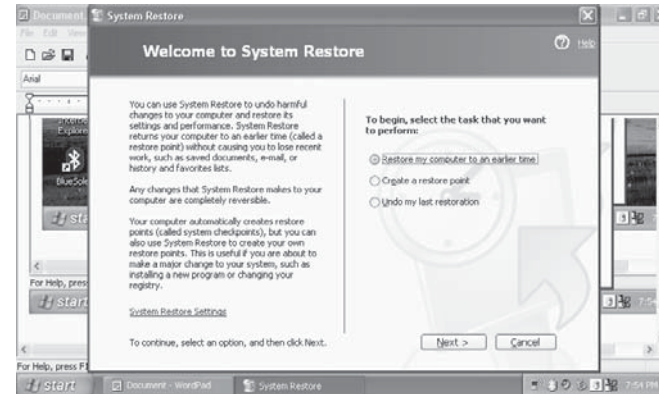 Document
System Restore
File Edit View
Welcome to System Restore
Help
Arial
You can use System Restore to undo harmful
changes to your computer and restore its
settings and performance. System Restore
returns your computer to an earlier time (called a
restore point) without causing you to lose recent
work, such as saved documents, e-mail, or
history and favorites lists.
Any changes that System Restore makes to your
computer are completely reversible.
Your computer automatically creates restore
points (called system checkpoints), but you can
also use System Restore to create your own
restore points. This is useful if you are about to
make a major change to your system, such as
installing a new program or changing your
registry.
System Restore Settings
To continue, select an option, and then click Next.
To begin, select the task that you want
to perform:
Restore my computer to an earlier time
Create a restore point
Undo my last restoration
Next >
Cancel
Explore
BlueSole
sta
For Help, press
start
7:54
For Help, press F1
start
Document - WordPad
System Restore
7:54 PM